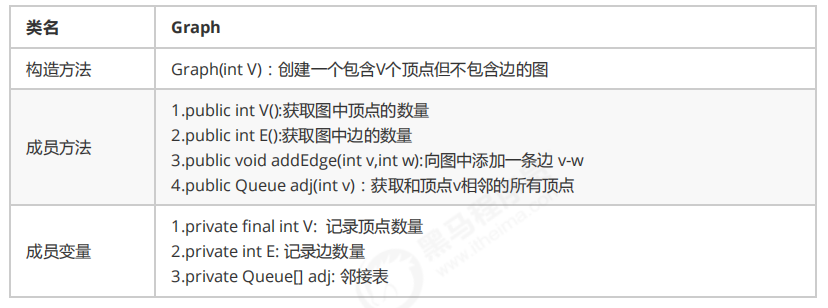 类名 Graph
构造方法 Graph(int V)：创建一个包含V个顶点但不包含边的图
成员方法
1.public int V():获取图中顶点的数量
2.public int E():获取图中边的数量
3.public void addEdge(int v,int w):向图中添加一条边 v-w
4.public Queue adj(int v)：获取和顶点v相邻的所有顶点
成员变量
1.private final int V: 记录顶点数量
2.private int E: 记录边数量
3.private Queue[] adj: 邻接表
黑马程序员
www.itheima.com